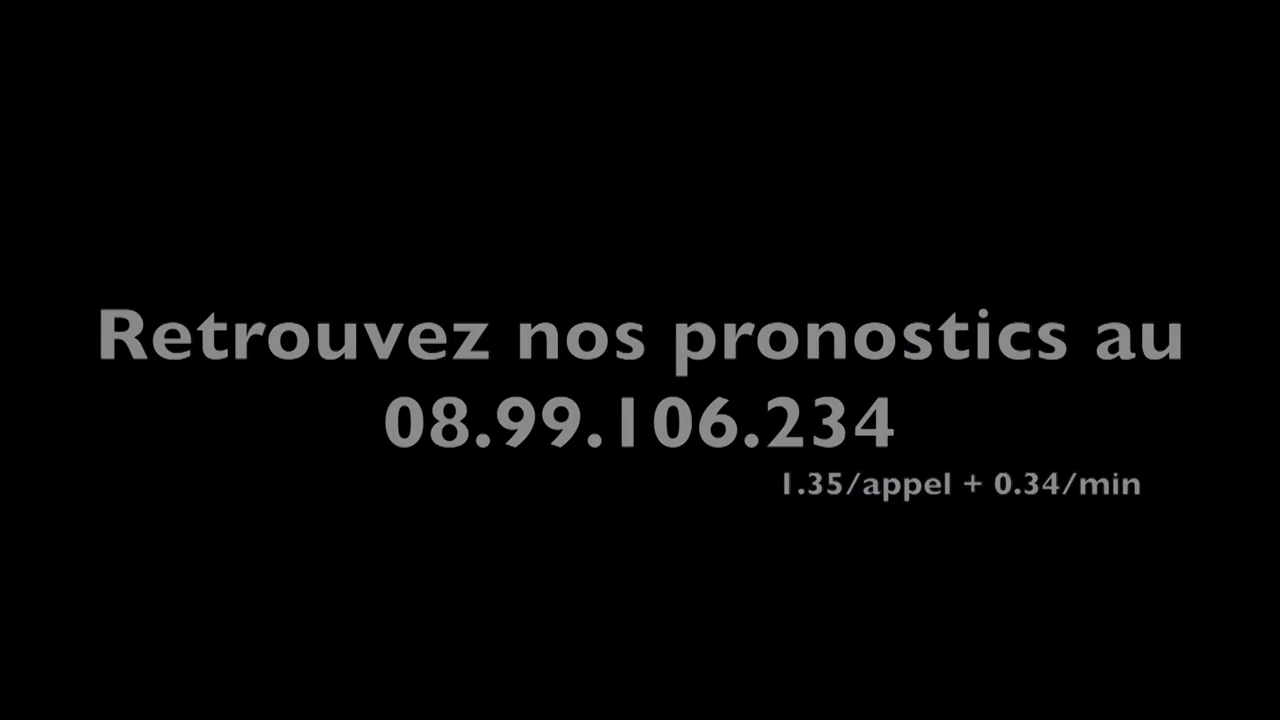 Retrouvez nos pronostics au
08.99.106.234
1.35/appel + 0.34/min